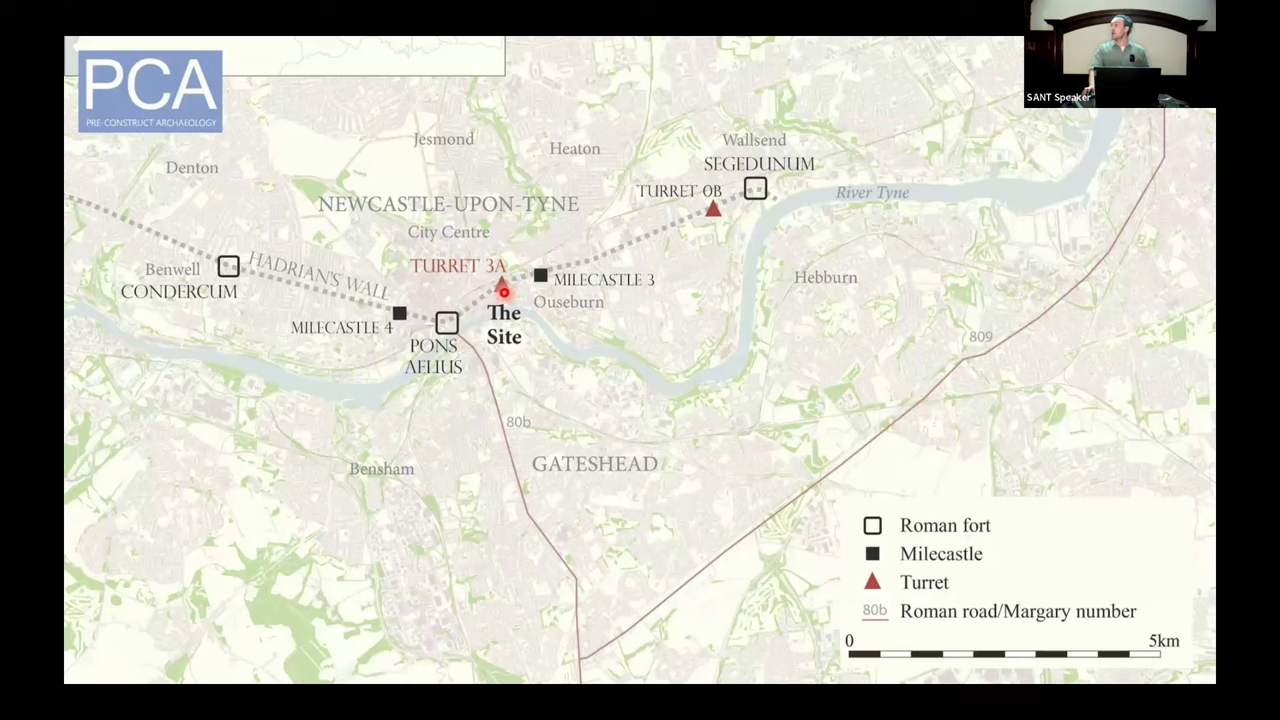 PCA
PRE-CONSTRUCT ARCHAEOLOGY
SANT Speaker
Jesmond
Heaton
Wallsend
SEGEDUNUM
Denton
TURRET 0B
River Tyne
NEWCASTLE-UPON-TYNE
City Centre
TURRET 3A
HADRIAN'S WALL
Benwell
CONDERCUM
MILECASTLE 3
Hebburn
Ouseburn
The
Site
MILECASTLE 4
PONS
AELIUS
809
80b
GATESHEAD
Bensham
Roman fort
Milecastle
Turret
80b Roman road/Margary number
0 5km